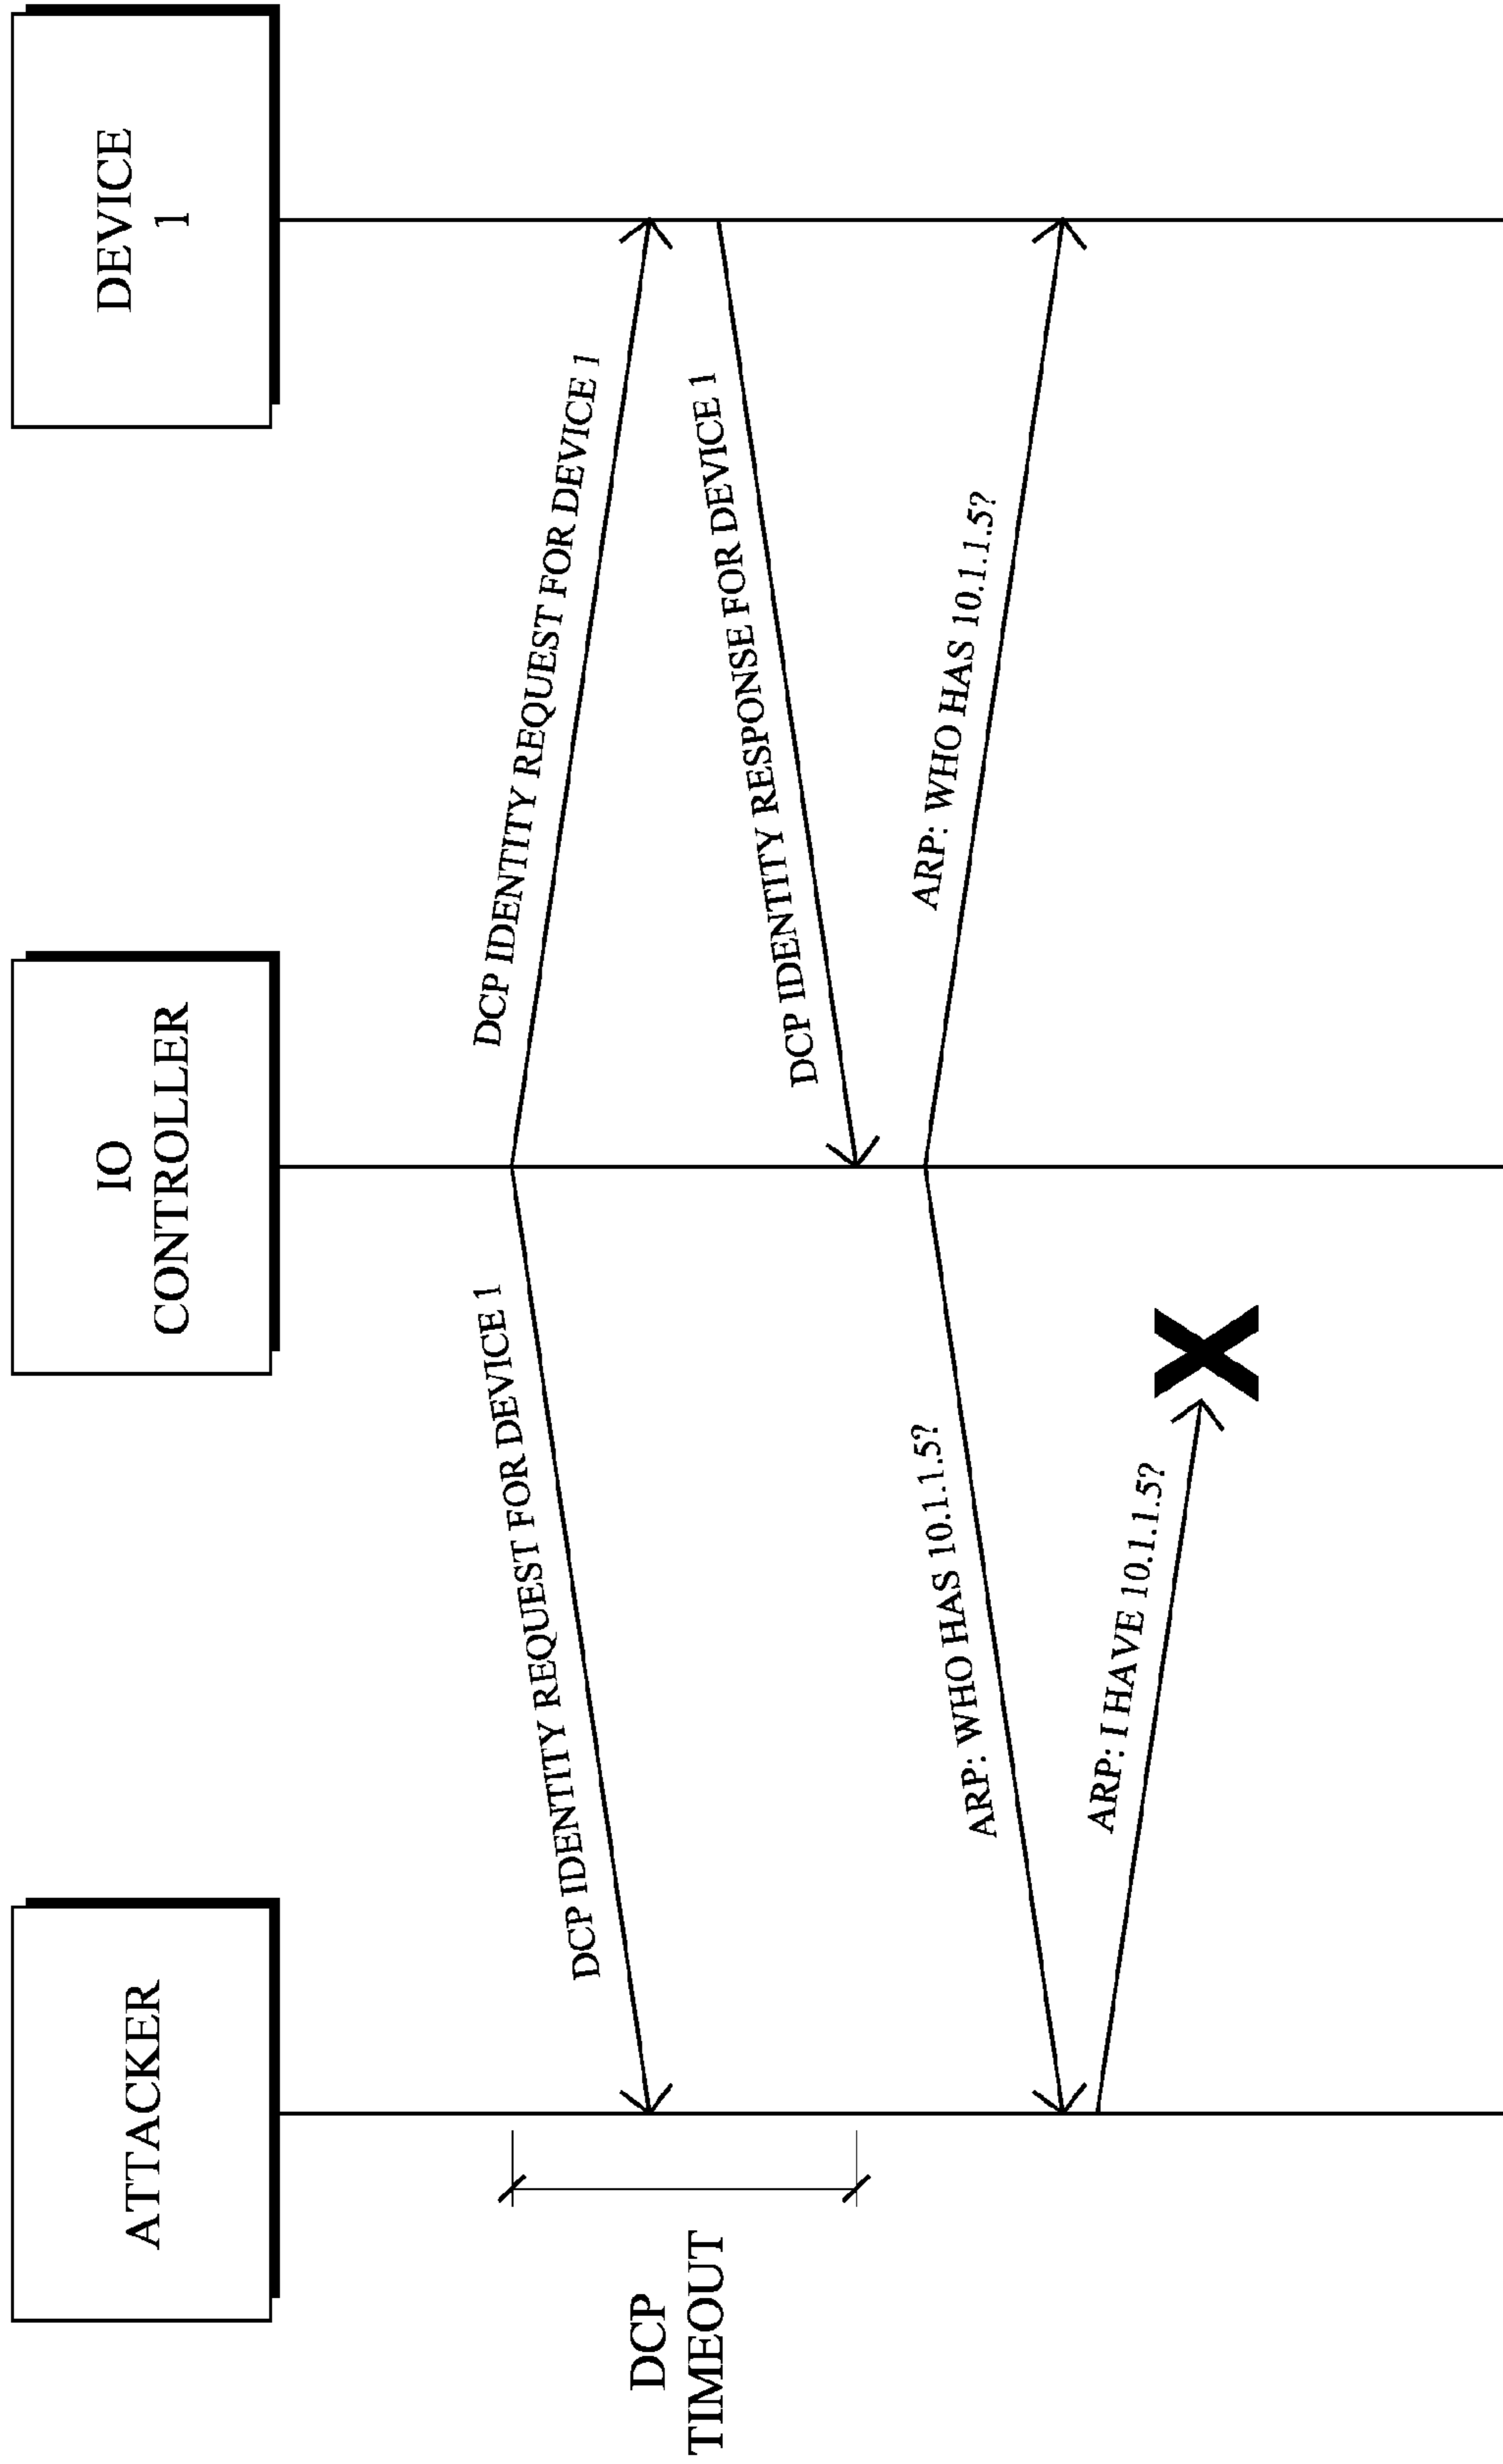 ATTACKER
IO
CONTROLLER
DEVICE
1
DCP
TIMEOUT
DCP IDENTITY REQUEST FOR DEVICE 1
DCP IDENTITY REQUEST FOR DEVICE 1
DCP IDENTITY RESPONSE FOR DEVICE 1
ARP: WHO HAS 10.1.1.5?
ARP: WHO HAS 10.1.1.5?
ARP: I HAVE 10.1.1.5?
X